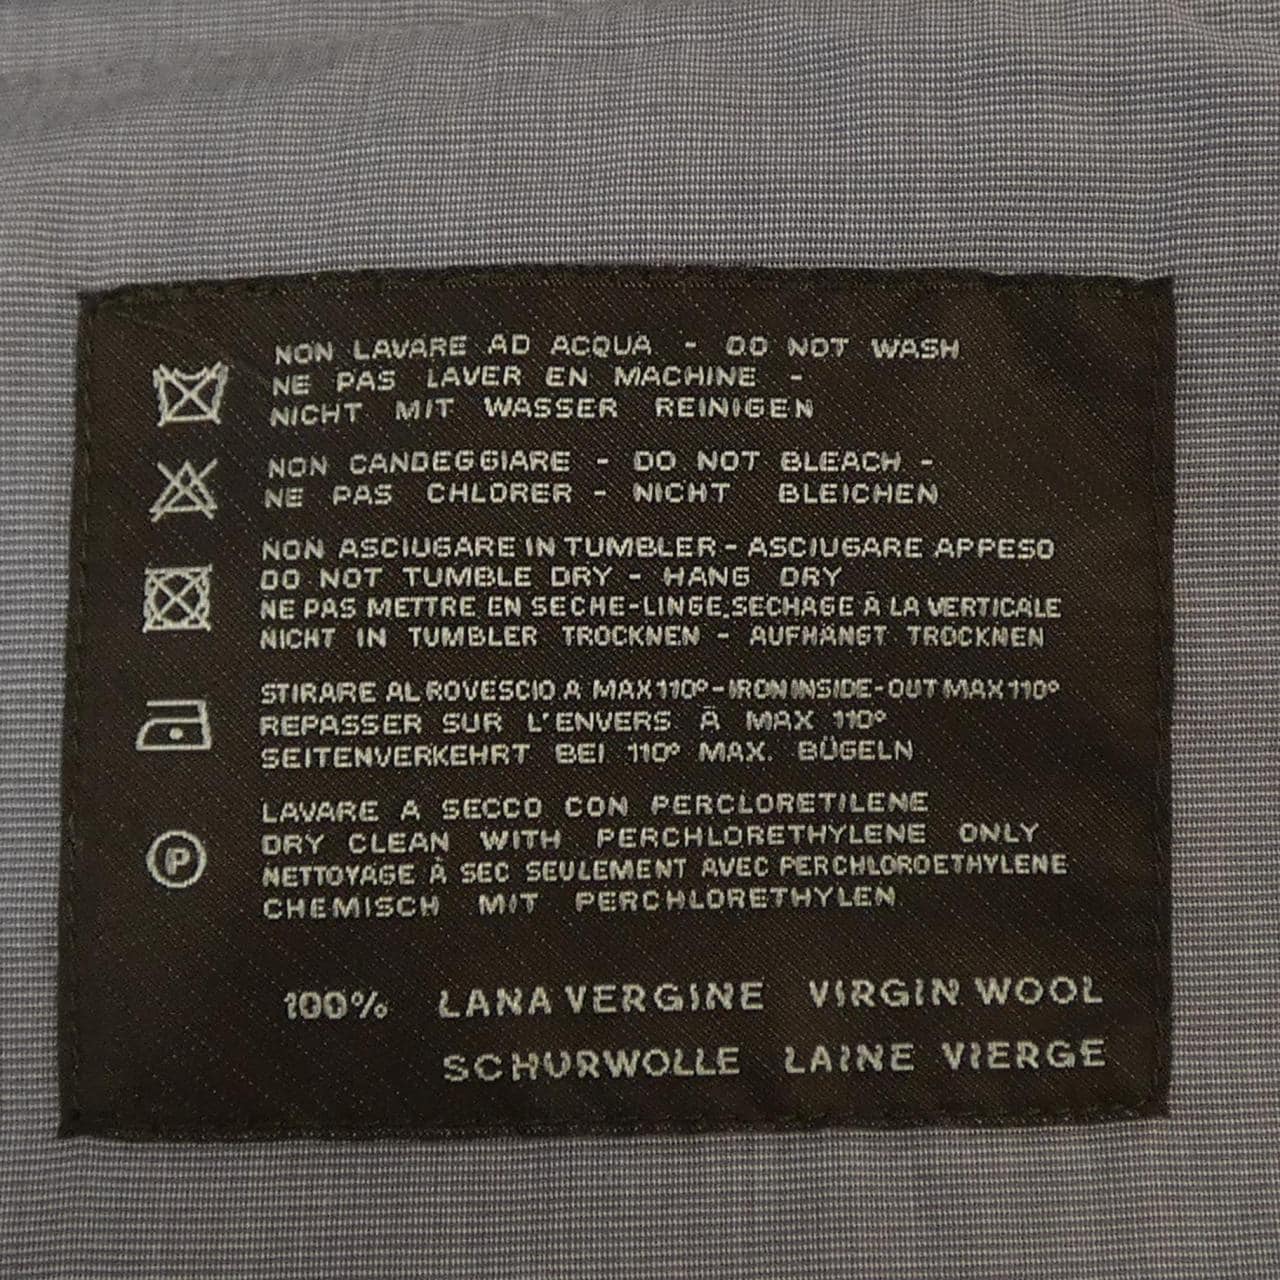 NON LAVARE AD ACQUA - DO NOT WASH
NE PAS LAVER EN MACHINE -
NICHT MIT WASSER REINIGEN
NON CANDEGGIARE - DO NOT BLEACH -
NE PAS CHLORER - NICHT BLEICHEN
NON ASCIUGARE IN TUMBLER - ASCIUGARE APPESO
DO NOT TUMBLE DRY - HANG DRY
NE PAS METTRE EN SECHE-LINGE,SECHAGE À LA VERTICALE
NICHT IN TUMBLER TROCKNEN - AUFHÄNGT TROCKNEN
STIRARE AL ROVESCIO A MAX 110° - IRON INSIDE-OUT MAX 110°
REPASSER SUR L'ENVERS À MAX 110°
SEITENVERKEHRT BEI 110° MAX. BÜGELN
P
LAVARE A SECCO CON PERCLORETILENE
DRY CLEAN WITH PERCHLORETHYLENE ONLY
NETTOYAGE À SEC SEULEMENT AVEC PERCHLOROETHYLENE
CHEMISCH MIT PERCHLORETHYLEN
100% LANA VERGINE VIRGIN WOOL
SCHURWOLLE LAINE VIERGE